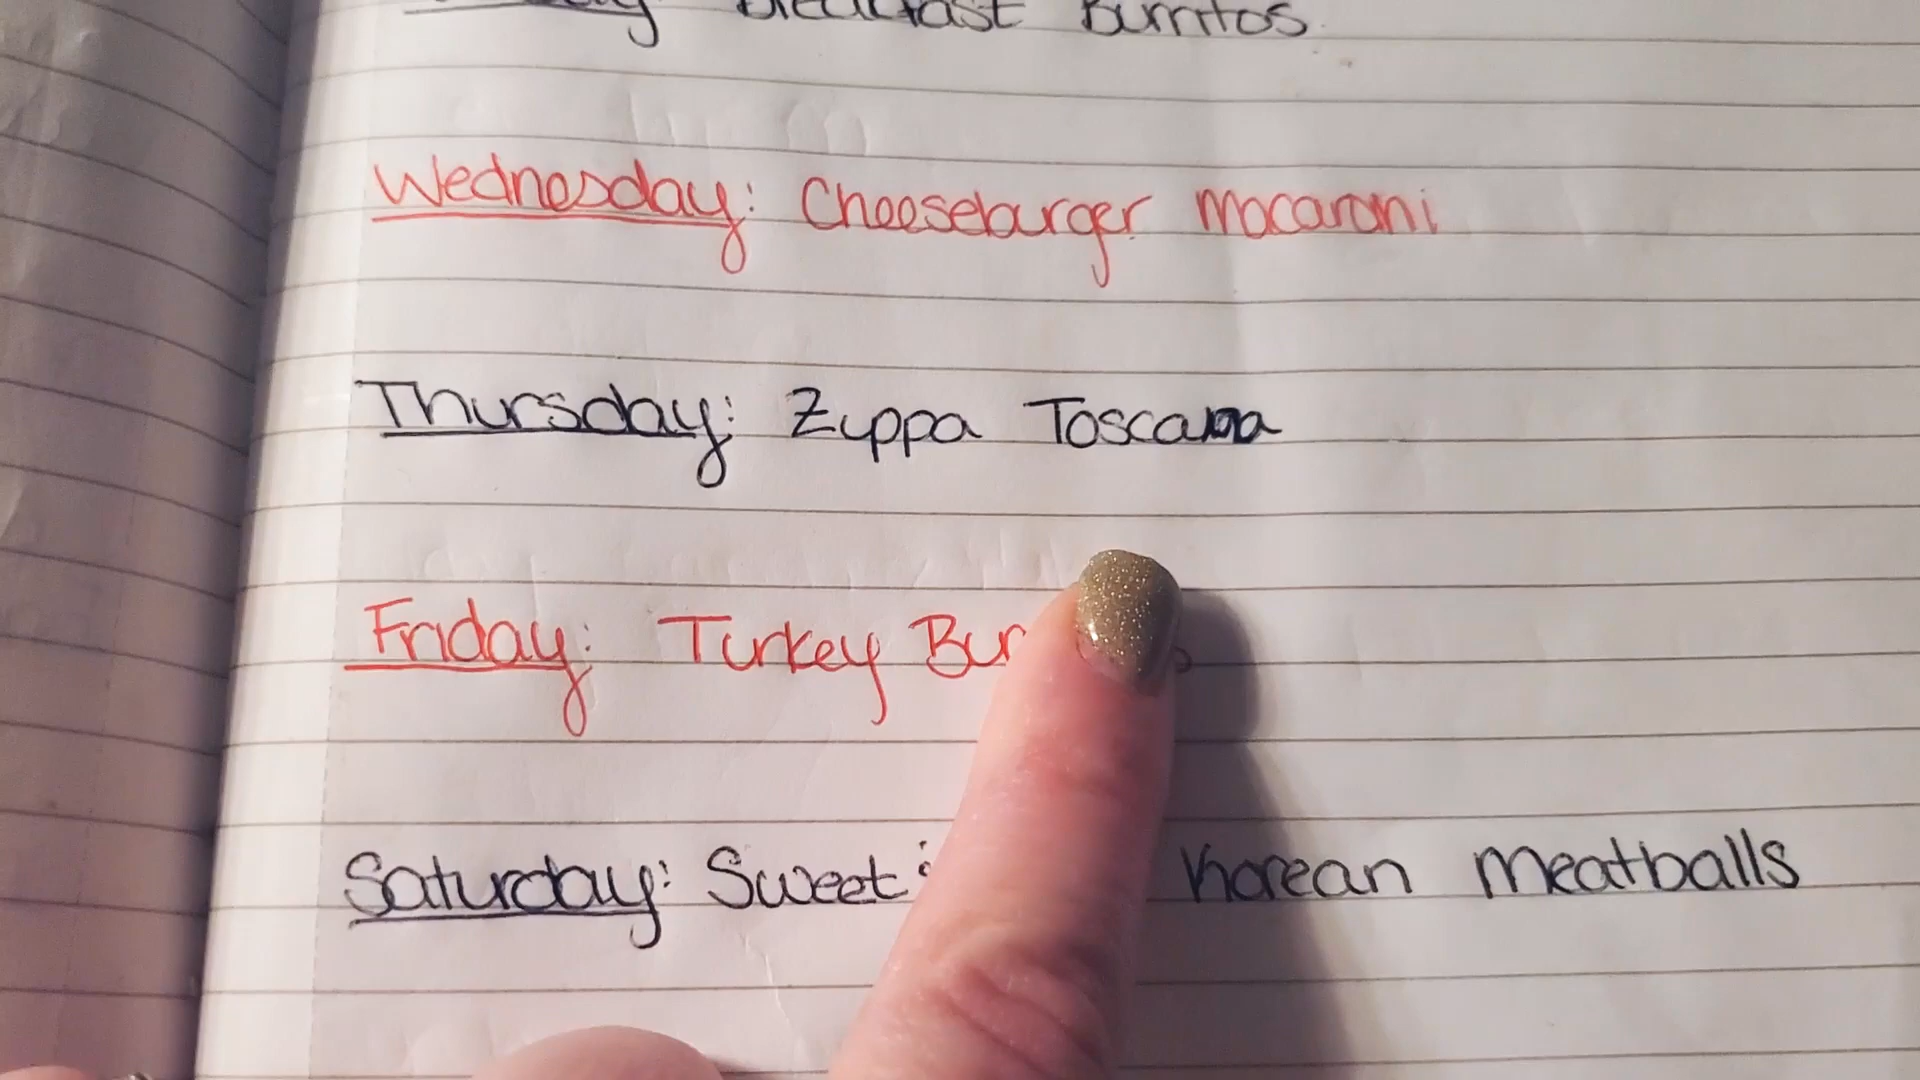 Breakfast Burritos
Wednesday: Cheeseburger Macaroni
Thursday: Zuppa Toscana
Friday: Turkey
Saturday: Sweet Korean Meatballs